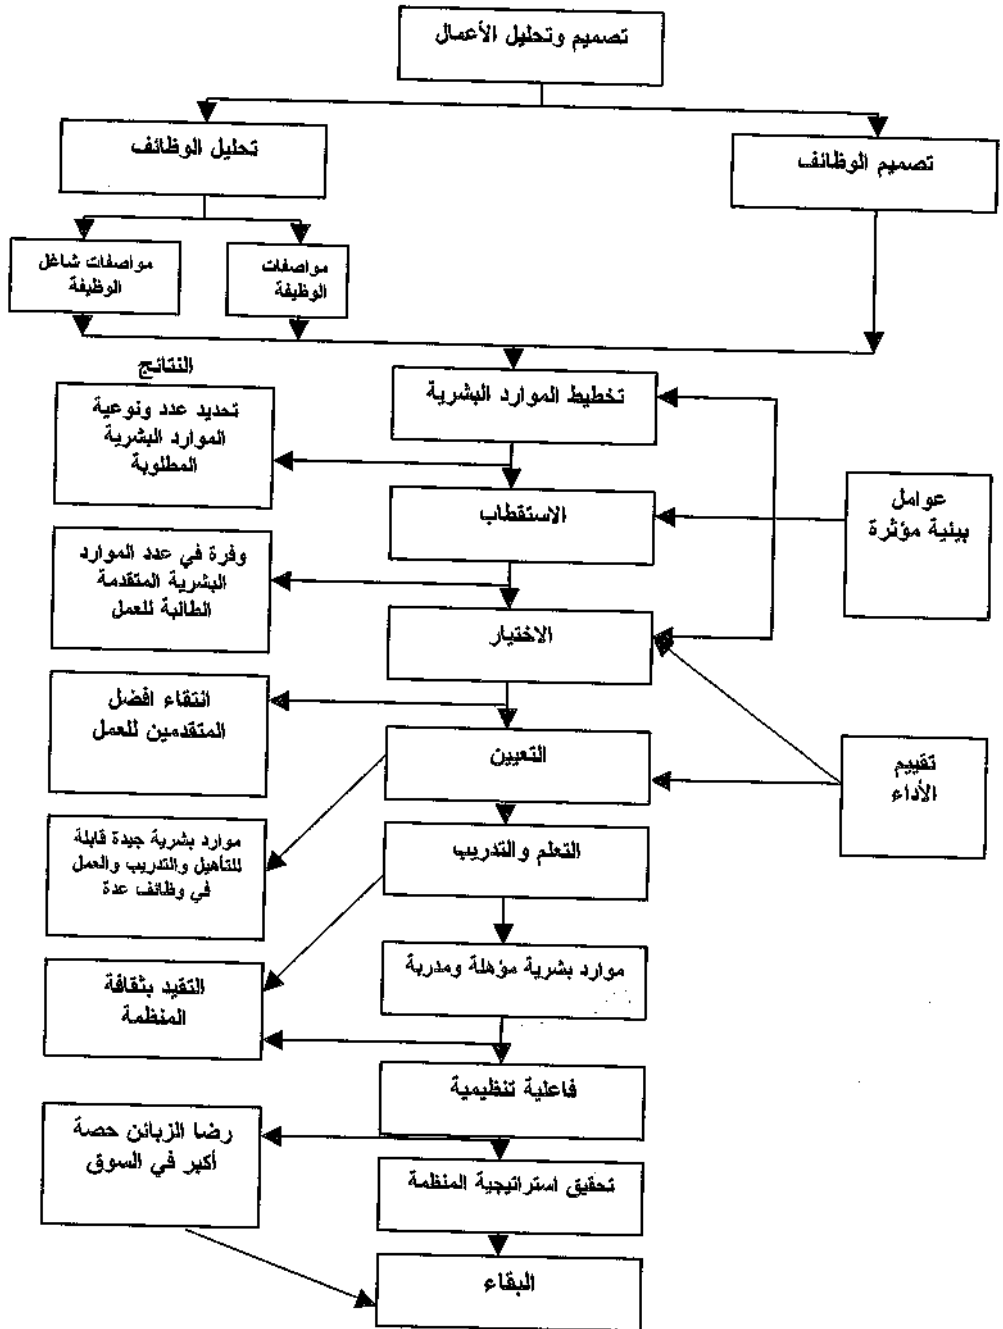 تصميم وتحليل الأعمال
تصميم الوظائف
تحليل الوظائف
مواصفات
الوظيفة
مواصفات شاغل
الوظيفة
النتائج
تخطيط الموارد البشرية
تحديد عدد ونوعية
الموارد البشرية
المطلوبة
عوامل
بيئية مؤثرة
الاستقطاب
وفرة في عدد الموارد
البشرية المتقدمة
الطالبة للعمل
الاختيار
انتقاء افضل
المتقدمين للعمل
التعيين
تقييم
الأداء
موارد بشرية جيدة قابلة
للتأهيل والتدريب والعمل
في وظائف عدة
التعلم والتدريب
موارد بشرية مؤهلة ومدربة
التقيد بثقافة
المنظمة
فاعلية تنظيمية
رضا الزبائن حصة
أكبر في السوق
تحقيق استراتيجية المنظمة
البقاء